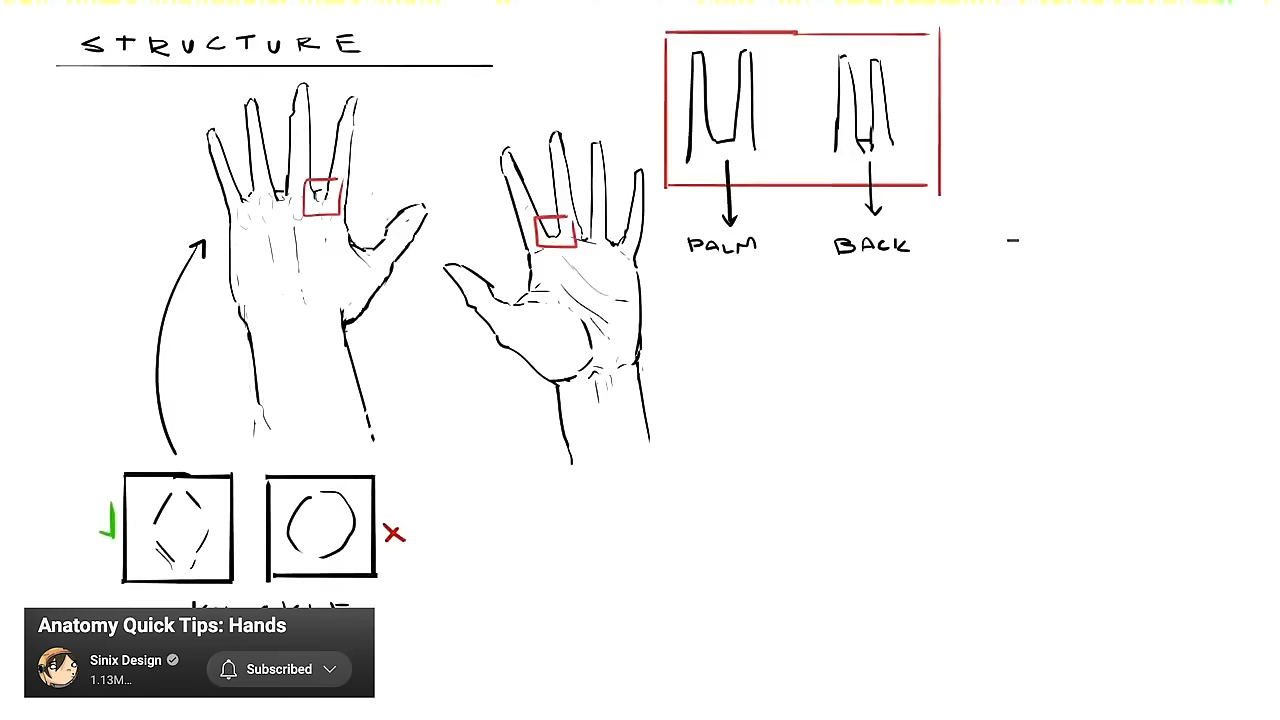 STRUCTURE
PALM
BACK
Anatomy Quick Tips: Hands
Sinix Design
1.13M...
Subscribed